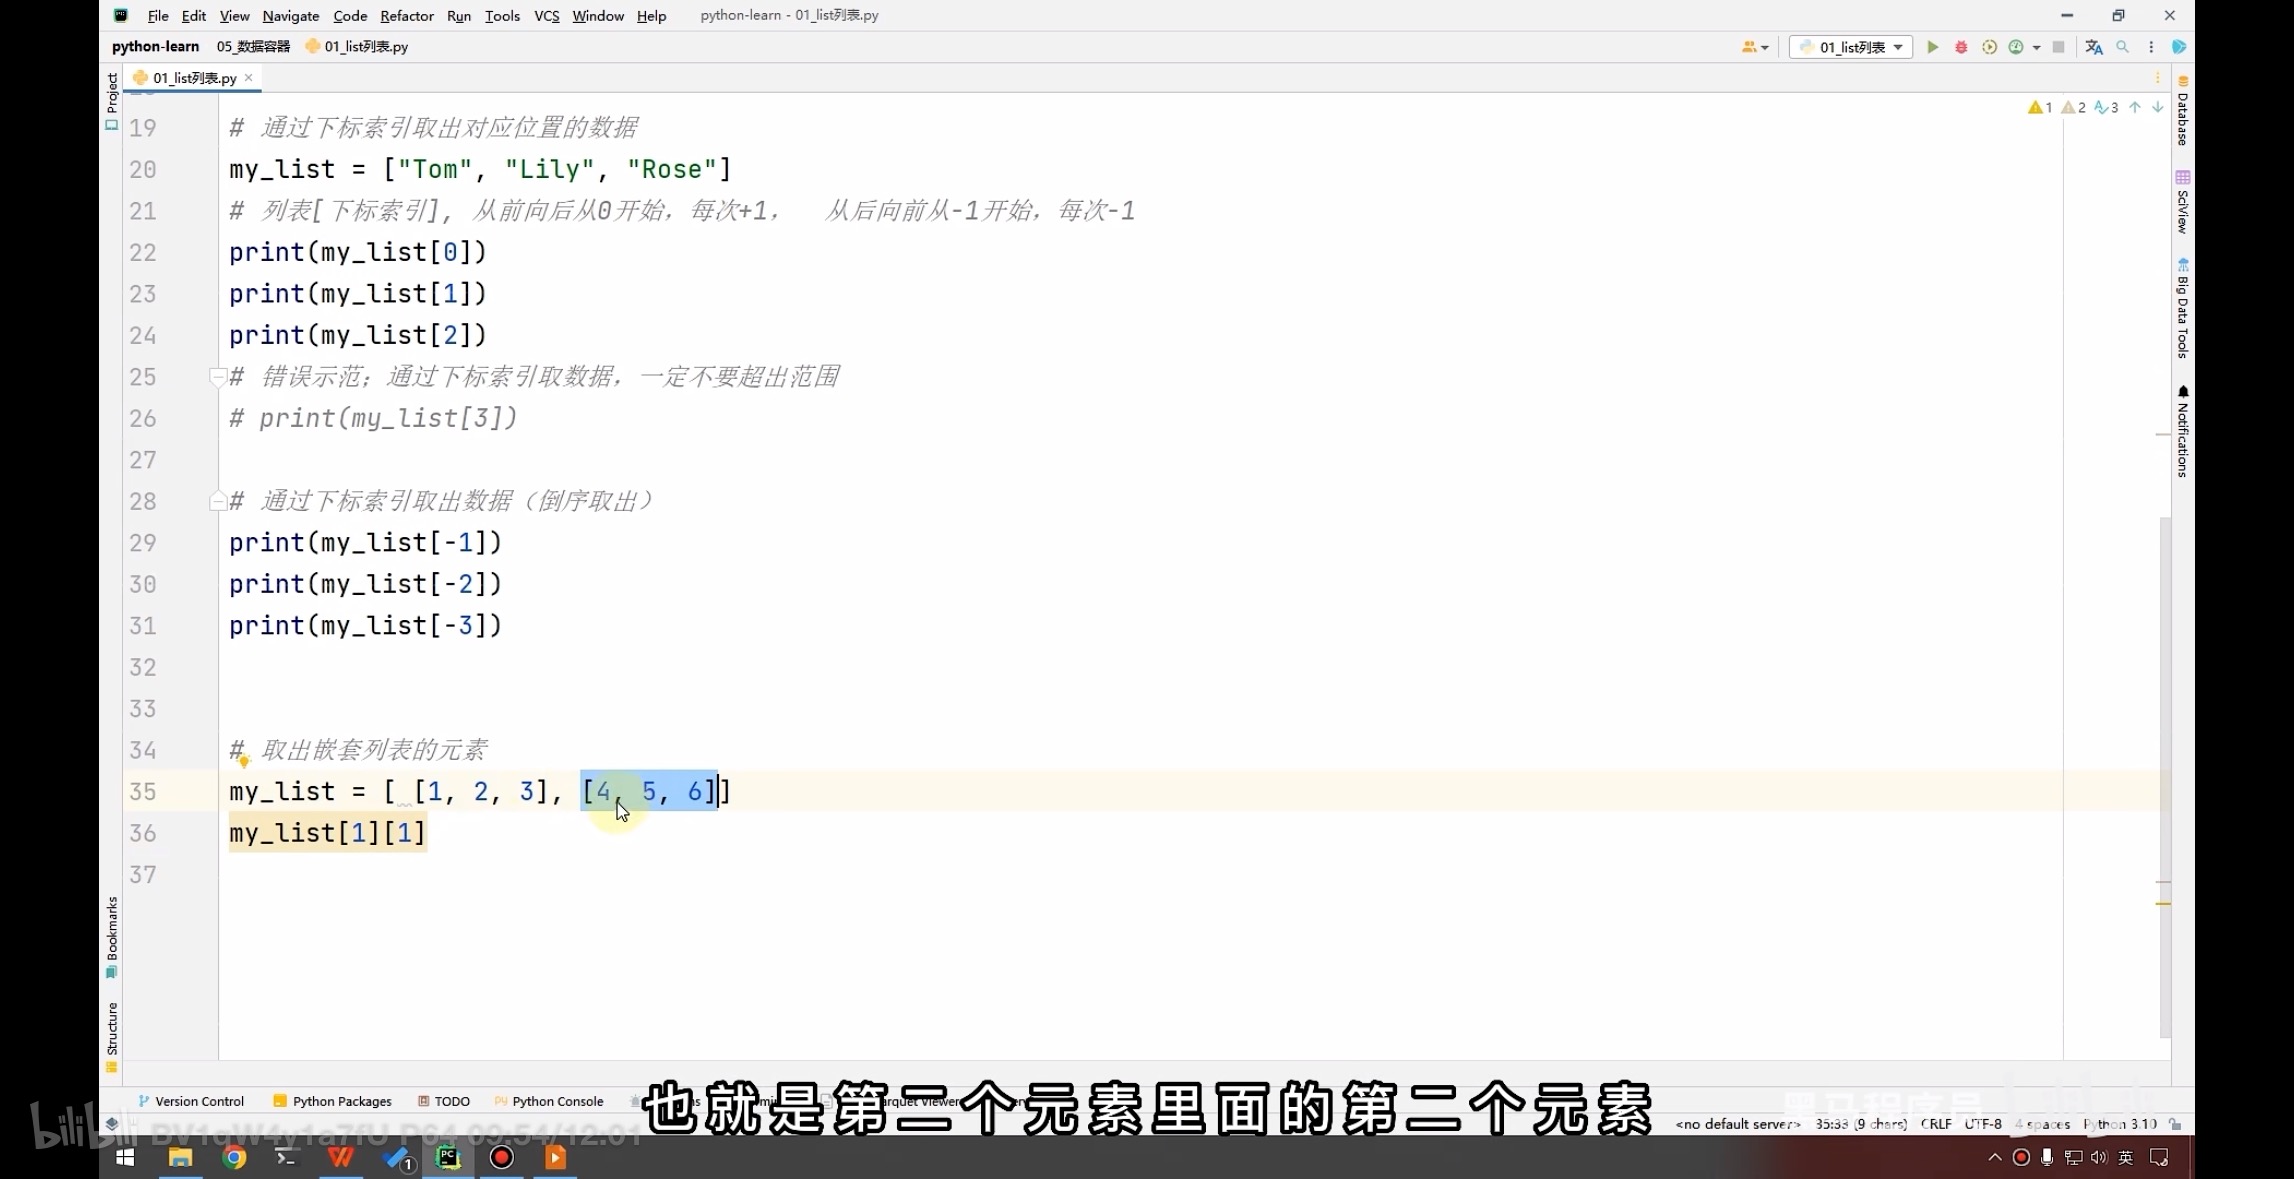 File Edit View Navigate Code Refactor Run Tools VCS Window Help python-learn - 01_list列表.py
python-learn 05_数据容器 01_list列表.py 01_list列表
01_list列表.py
Project
1 2 3
19 # 通过下标索引取出对应位置的数据
20 my_list = ["Tom", "Lily", "Rose"]
21 # 列表[下标索引], 从前向后从0开始，每次+1， 从后向前从-1开始，每次-1
22 print(my_list[0])
23 print(my_list[1])
24 print(my_list[2])
25 # 错误示范；通过下标索引取数据，一定不要超出范围
26 # print(my_list[3])
27
28 # 通过下标索引取出数据（倒序取出）
29 print(my_list[-1])
30 print(my_list[-2])
31 print(my_list[-3])
32
33
34 # 取出嵌套列表的元素
35 my_list = [ [1, 2, 3], [4, 5, 6]]
36 my_list[1][1]
37
Database
SciView
Big Data Tools
Notifications
Bookmarks
Structure
Version Control Python Packages TODO Python Console
也就是第二个元素里面的第二个元素
黑马程序员
bilibili BV1qW4y1a7fU P64 09:54/12:01
<no default server> 35:33 (9 chars) CRLF UTF-8 4 spaces Python 3.10
1 英